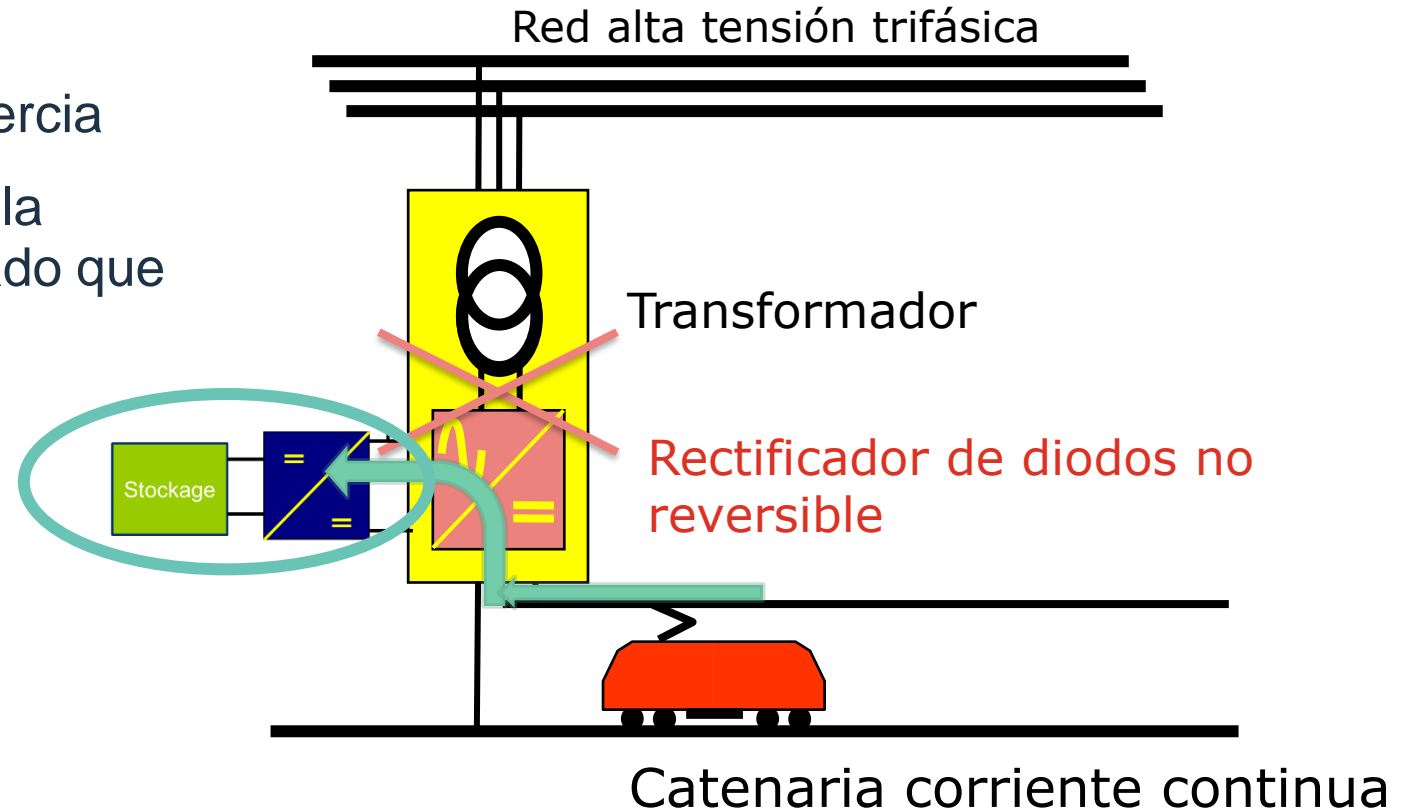 Red alta tensión trifásica
ercia
la
do que
Transformador
Rectificador de diodos no
reversible
Stockage
=
=
=
Catenaria corriente continua